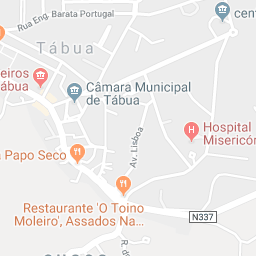 cent
Rua Eng. Barata Portugal
TÁBUA
eiros
ábua
Câmara Municipal
de Tábua
Hospital
Misericór
Av. Lisboa
Papo Seco
Restaurante 'O Toino
Moleiro', Assados Na...
N337
R. d